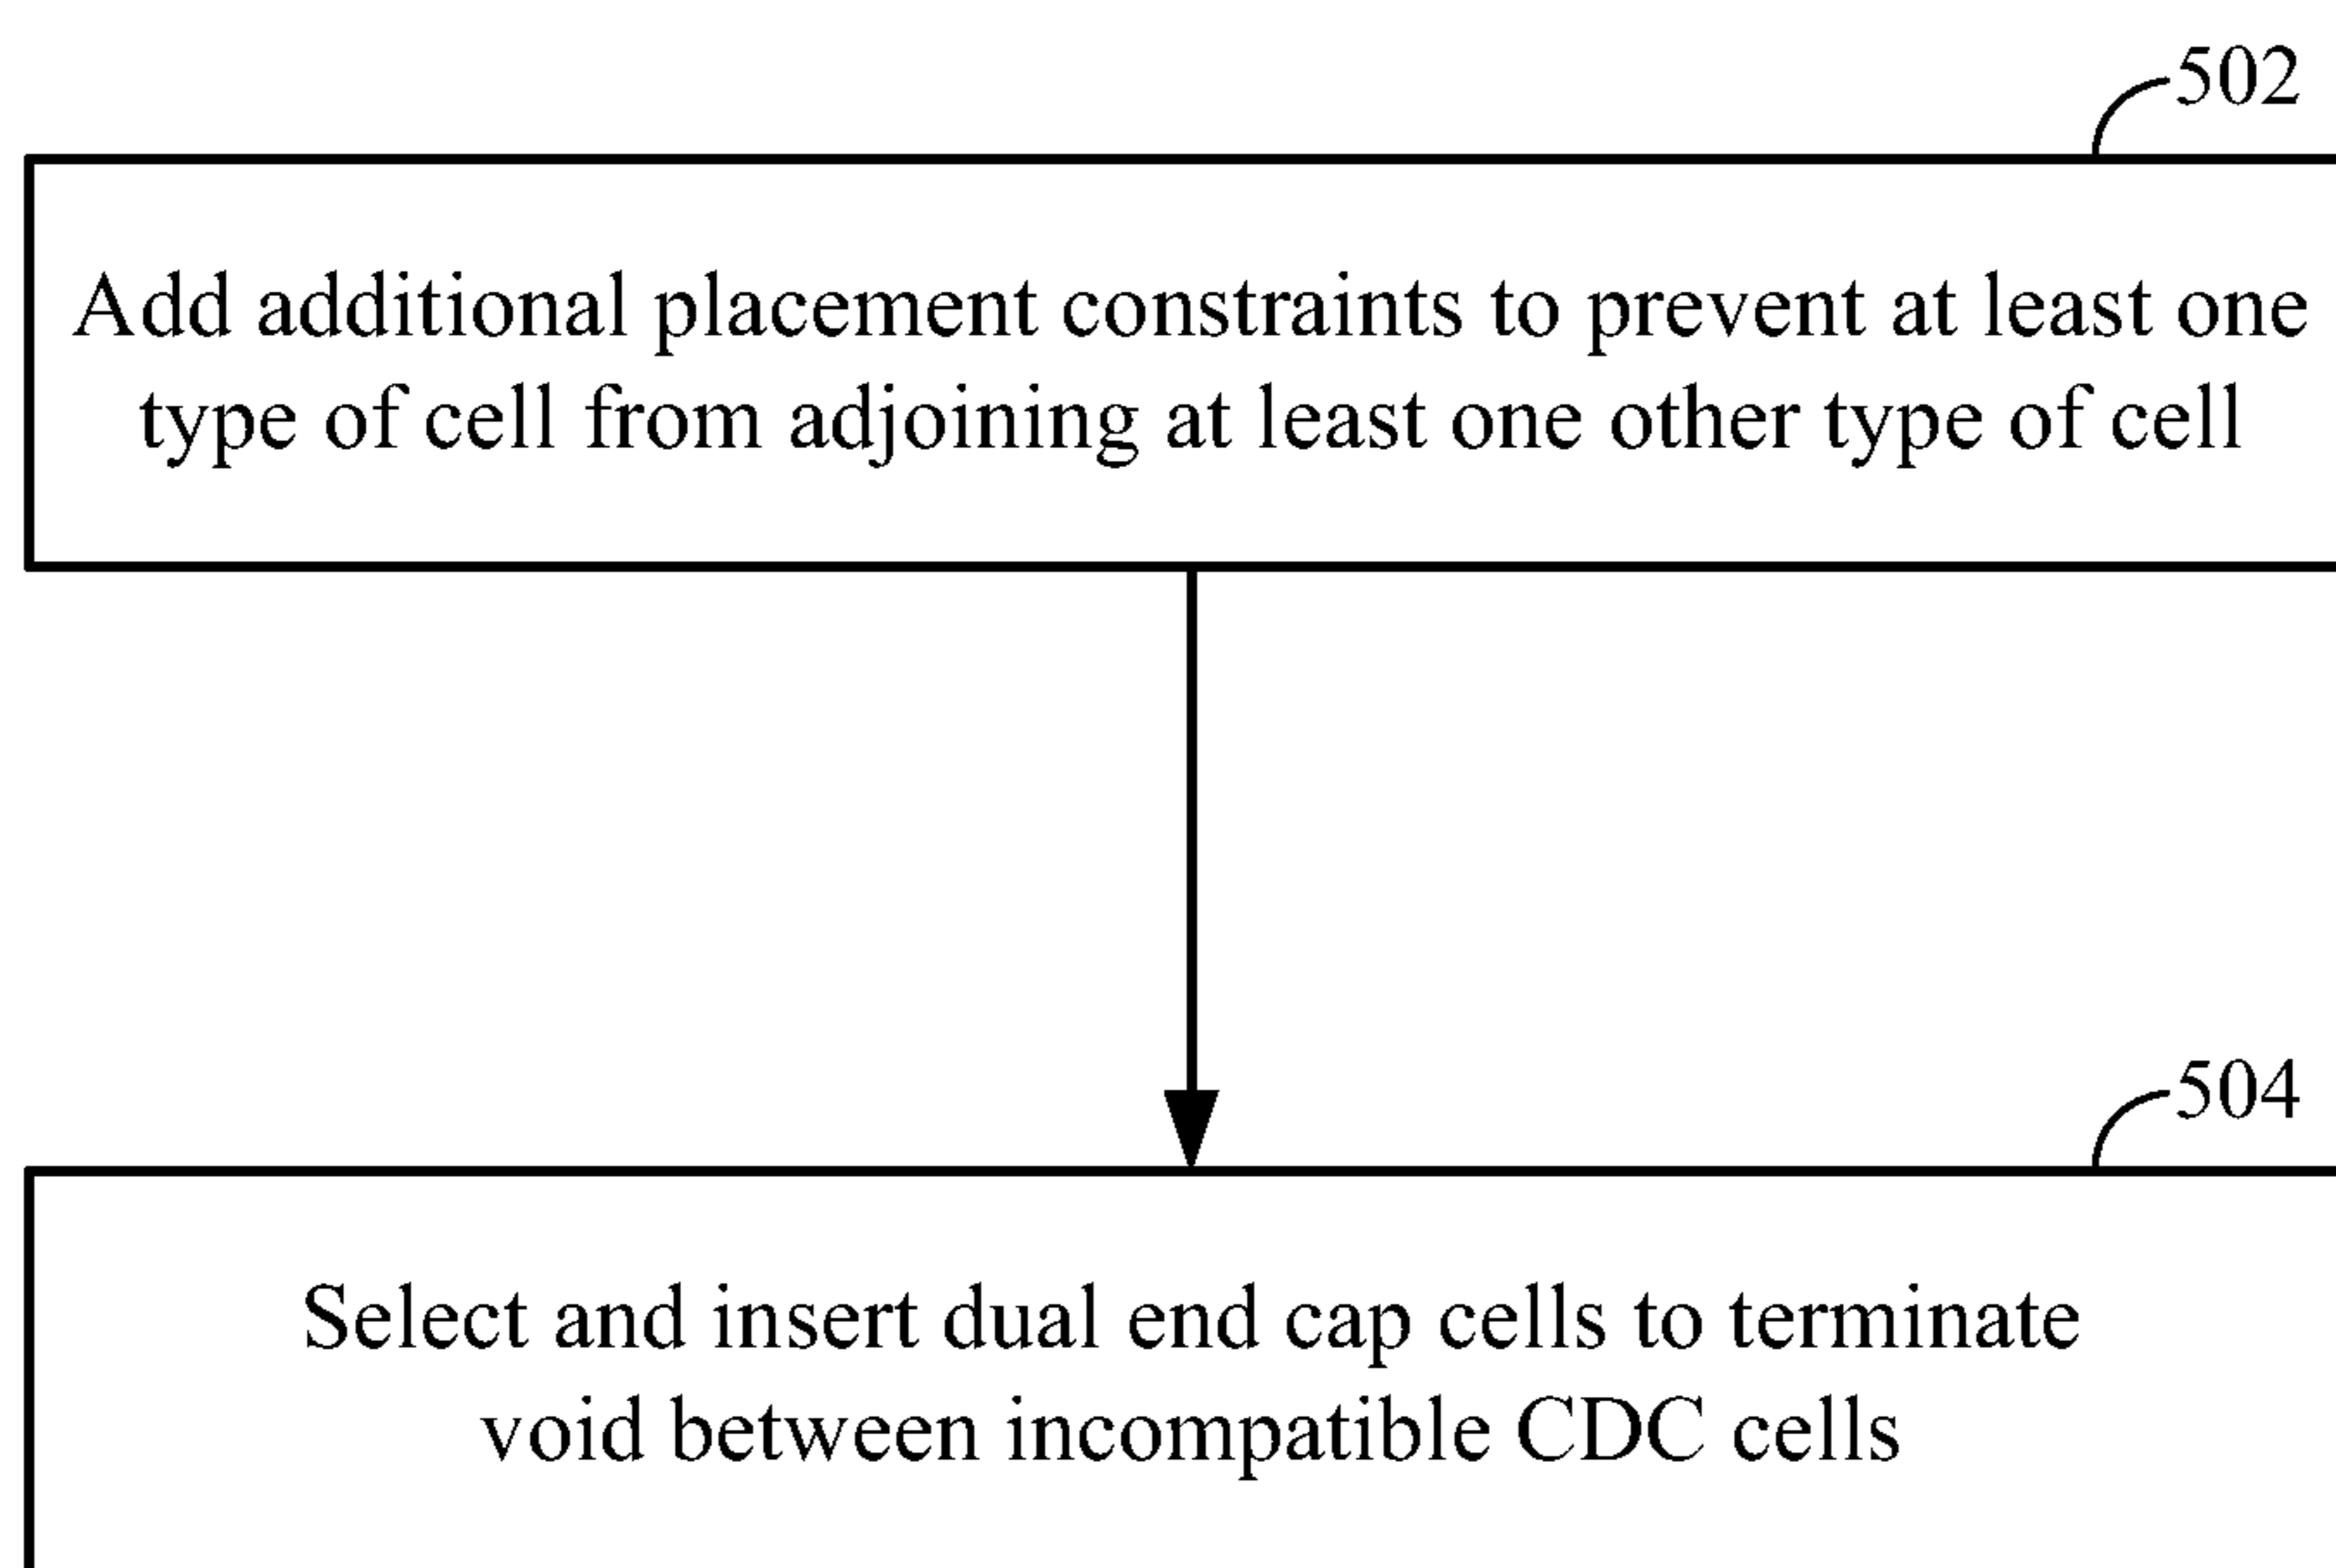 502
Add additional placement constraints to prevent at least one
type of cell from adjoining at least one other type of cell
504
Select and insert dual end cap cells to terminate
void between incompatible CDC cells